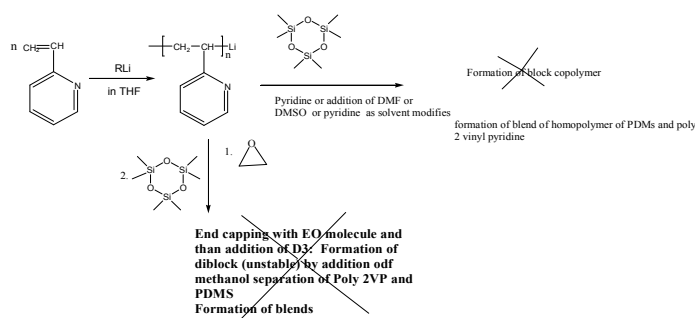 n CH₂=CH
N
RLi
in THF
[CH₂-CH]n Li
N
Si O Si O Si O
Pyridine or addition of DMF or
DMSO or pyridine as solvent modifies
Formation of block copolymer
formation of blend of homopolymer of PDMs and poly
2 vinyl pyridine
1.
O
2.
Si O Si O Si O
End capping with EO molecule and
than addition of D3: Formation of
diblock (unstable) by addition odf
methanol separation of Poly 2VP and
PDMS
Formation of blends